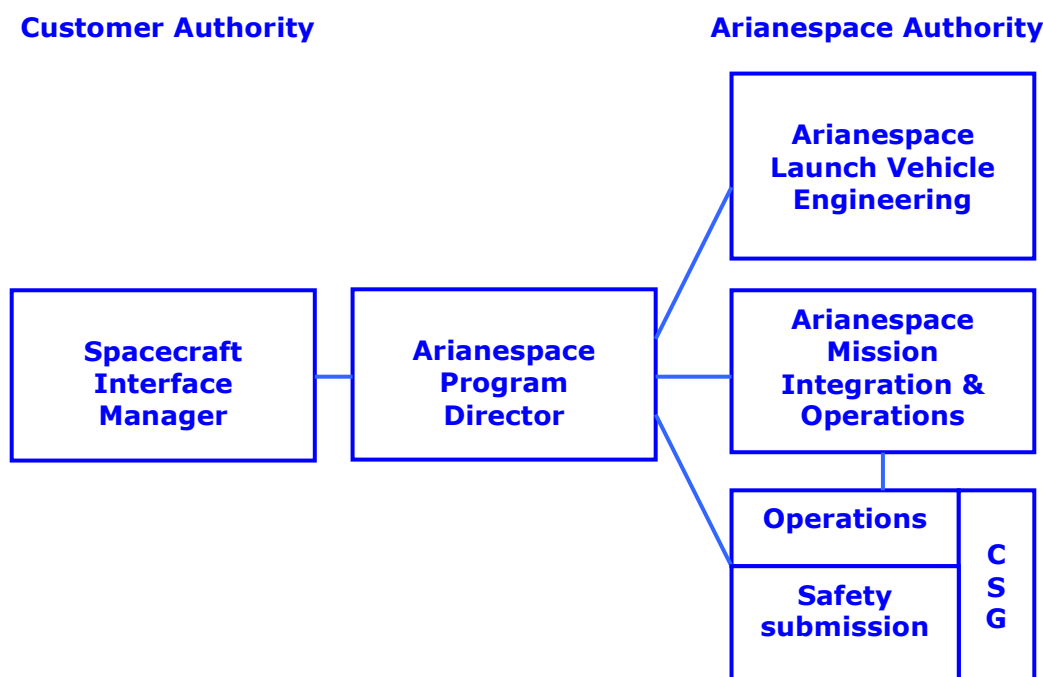 Customer Authority
Arianespace Authority
Arianespace
Launch Vehicle
Engineering
Spacecraft
Interface
Manager
Arianespace
Program
Director
Arianespace
Mission
Integration &
Operations
Operations
Safety
submission
C
S
G